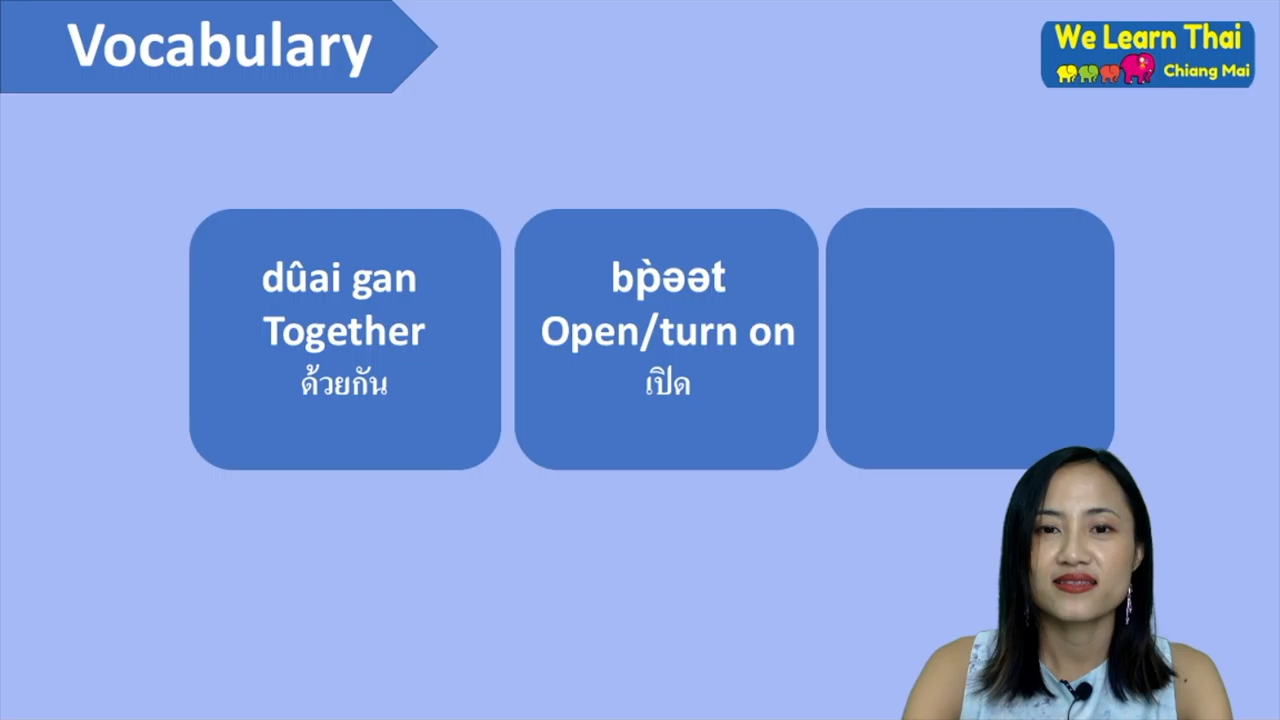 Vocabulary
We Learn Thai
Chiang Mai
dûai gan
Together
ด้วยกัน
bp̀əət
Open/turn on
เปิด